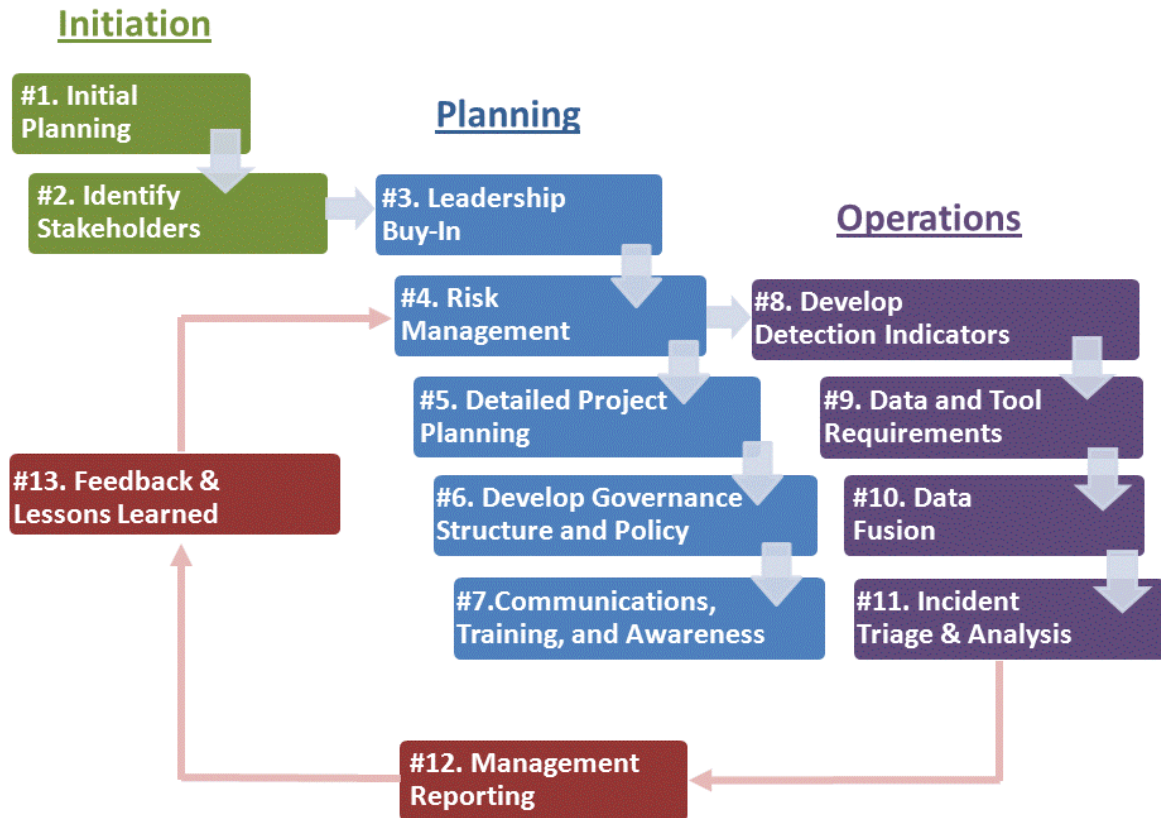 Initiation
#1. Initial
Planning
#2. Identify
Stakeholders
Planning
#3. Leadership
Buy-In
#4. Risk
Management
#5. Detailed Project
Planning
#6. Develop Governance
Structure and Policy
#7.Communications,
Training, and Awareness
Operations
#8. Develop
Detection Indicators
#9. Data and Tool
Requirements
#10. Data
Fusion
#11. Incident
Triage & Analysis
#12. Management
Reporting
#13. Feedback &
Lessons Learned